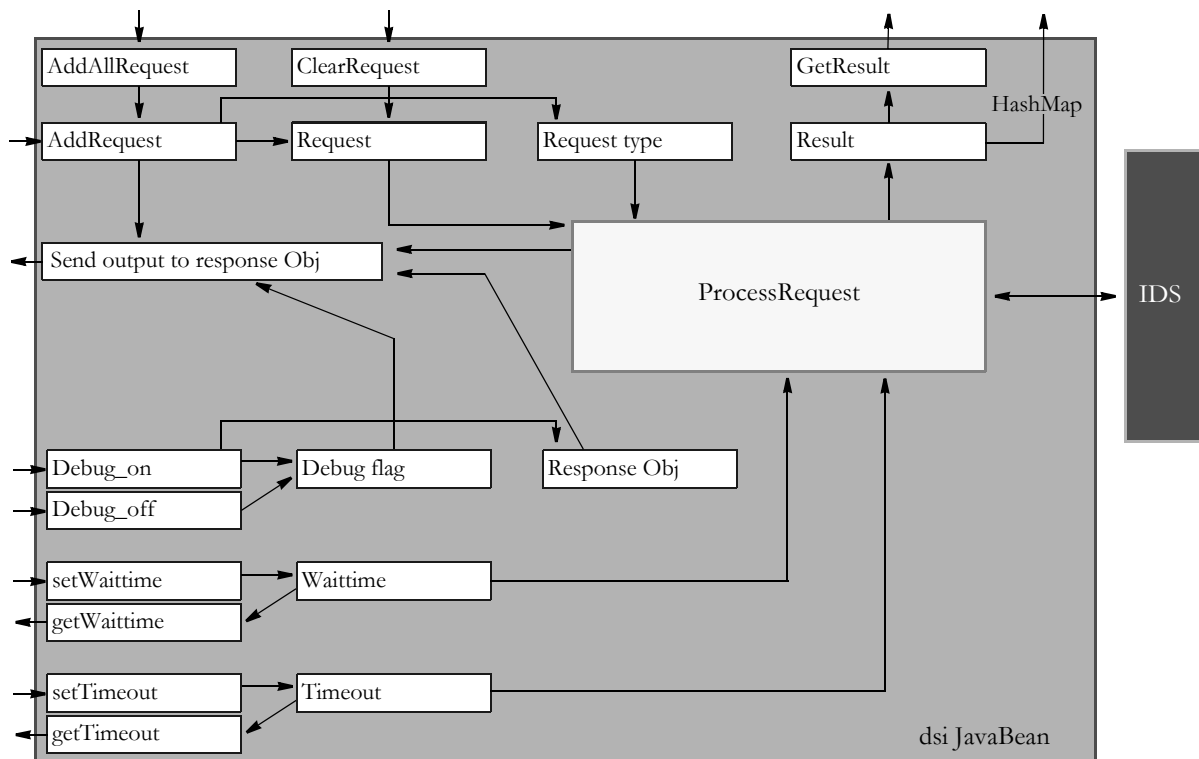 AddAllRequest
ClearRequest
GetResult
HashMap
AddRequest
Request
Request type
Result
Send output to response Obj
ProcessRequest
IDS
Debug_on
Debug flag
Response Obj
Debug_off
setWaittime
Waittime
getWaittime
setTimeout
Timeout
getTimeout
dsi JavaBean